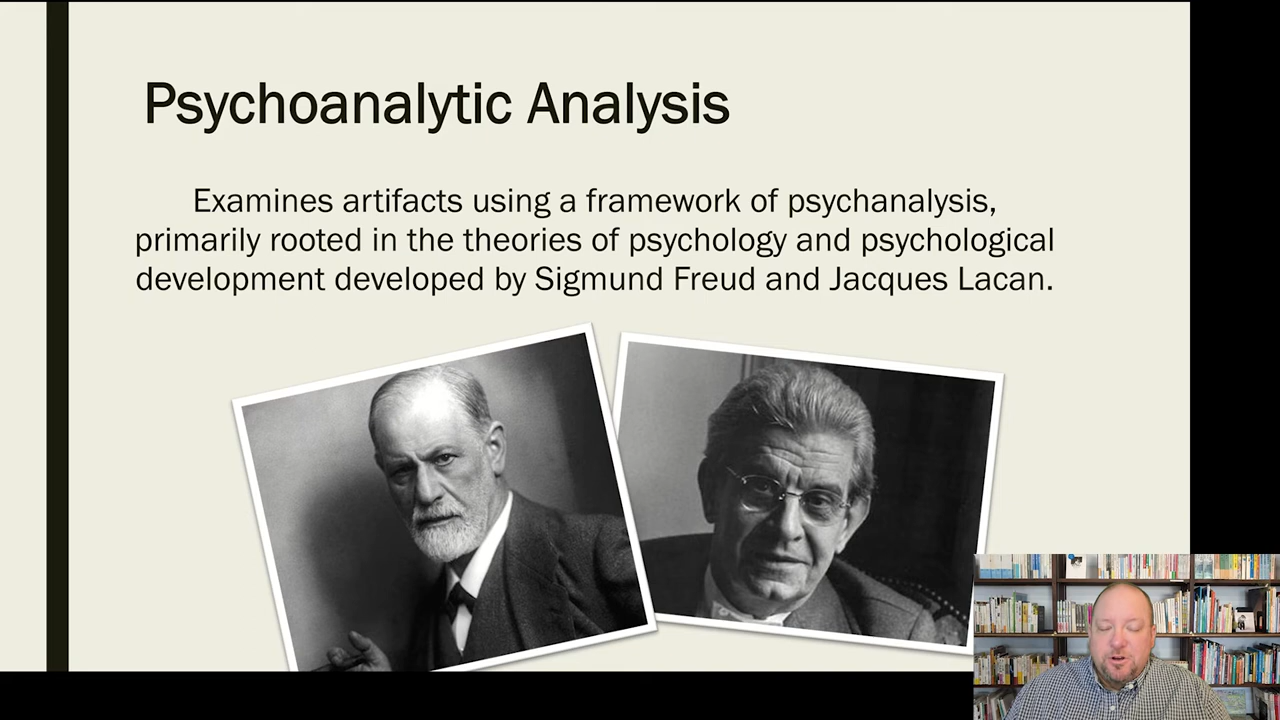 Psychoanalytic Analysis
Examines artifacts using a framework of psychanalysis,
primarily rooted in the theories of psychology and psychological
development developed by Sigmund Freud and Jacques Lacan.